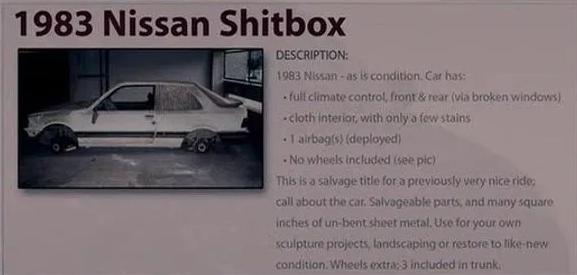 1983 Nissan Shitbox
DESCRIPTION:
1983 Nissan - as is condition. Car has:
• full climate control, front & rear (via broken windows)
• cloth interior, with only a few stains
• 1 airbag(s) (deployed)
• No wheels included (see pic)
This is a salvage title for a previously very nice ride;
call about the car. Salvageable parts, and many square
inches of un-bent sheet metal. Use for your own
sculpture projects, landscaping or restore to like-new
condition. Wheels extra; 3 included in trunk.